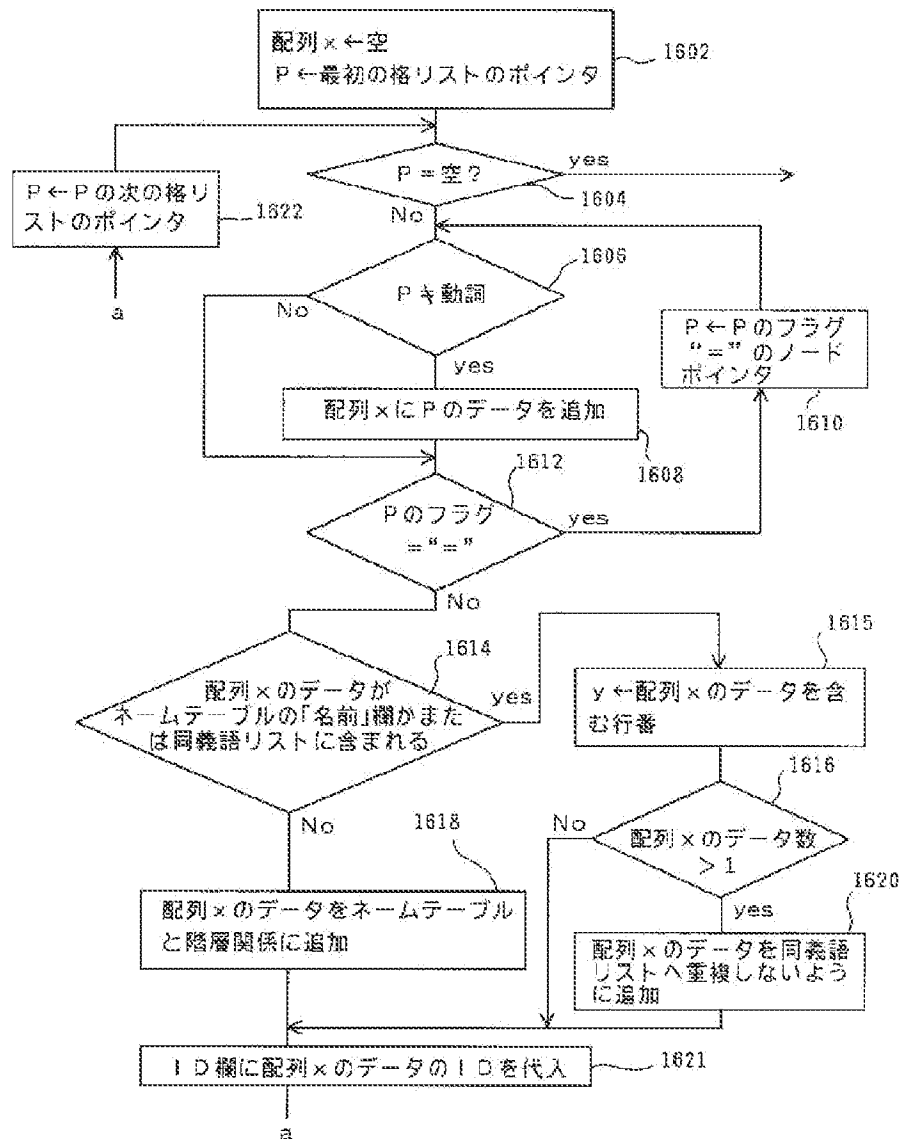 配列x←空
P←最初の格リストのポインタ
1602
P=空?
yes
1604
No
P←Pの次の格リ
ストのポインタ
1622
a
1606
P≠動詞
No
yes
P←Pのフラグ
“=”のノード
ポインタ
1610
配列xにPのデータを追加
1608
1612
Pのフラグ
=“=”
yes
No
1614
配列xのデータが
ネームテーブルの「名前」欄かまた
は同義語リストに含まれる
yes
No
1615
y←配列xのデータを含
む行番
1616
配列xのデータ数
>1
No
yes
1618
配列xのデータをネームテーブル
と階層関係に追加
1620
配列xのデータを同義語
リストへ重複しないよう
に追加
ID欄に配列xのデータのIDを代入
1621
a